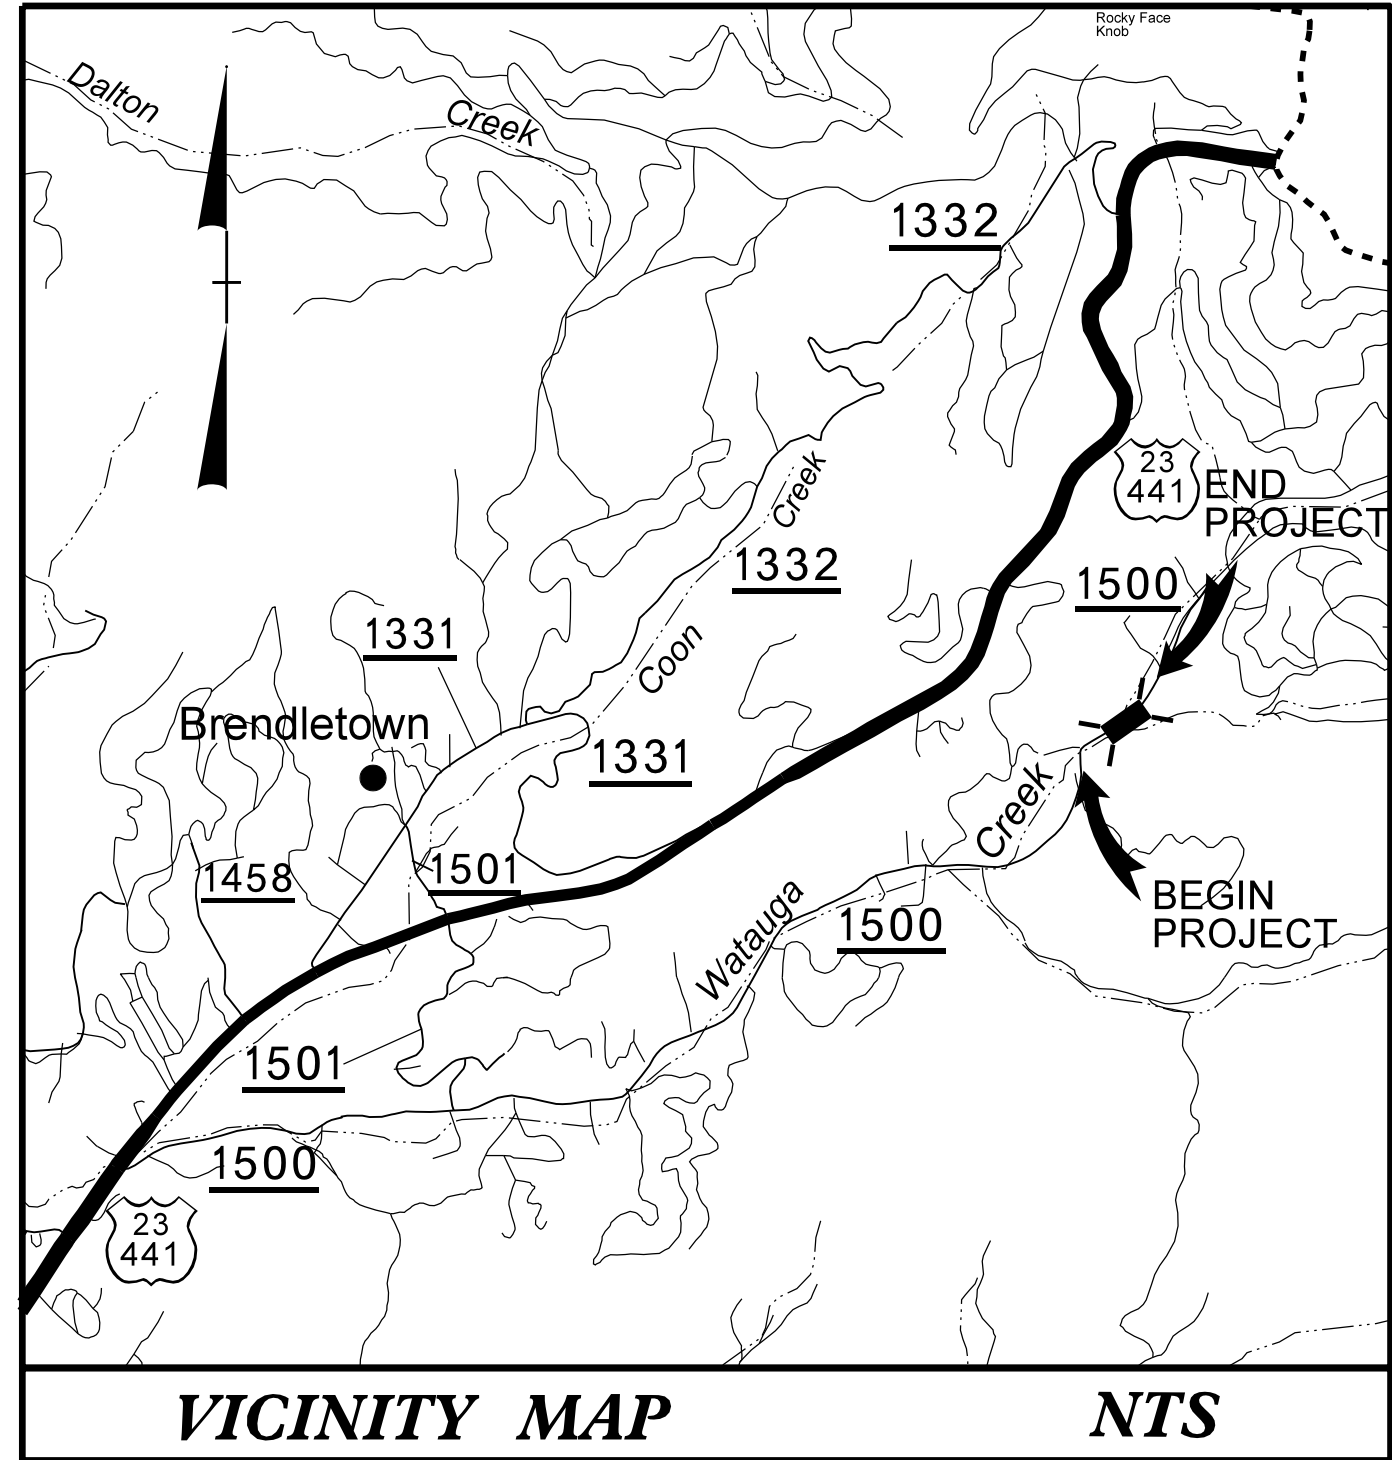 Rocky Face
Knob
Dalton
Creek
1332
23
441
END
PROJECT
Creek
1332
1500
1331
Coon
Brendletown
1331
Creek
1458
1501
BEGIN
PROJECT
Watauga
1500
1501
1500
23
441
VICINITY MAP
NTS